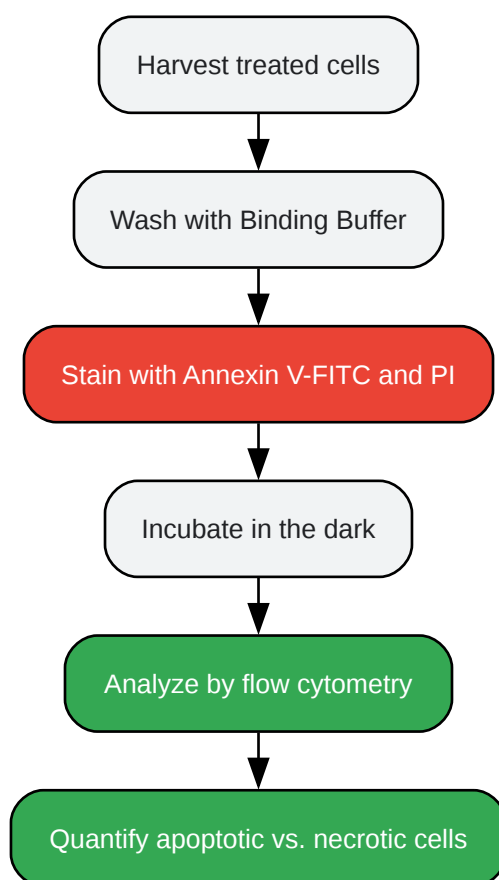 Harvest treated cells
Wash with Binding Buffer
Stain with Annexin V-FITC and PI
Incubate in the dark
Analyze by flow cytometry
Quantify apoptotic vs. necrotic cells